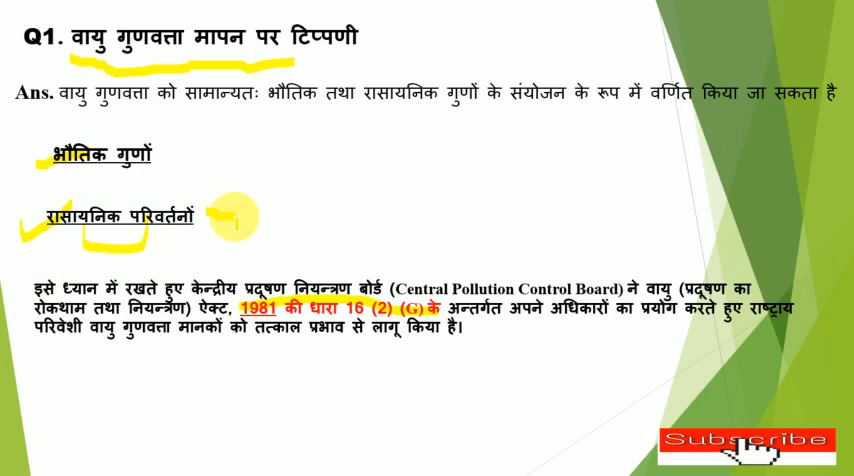 Q1. वायु गुणवत्ता मापन पर टिप्पणी
Ans. वायु गुणवत्ता को सामान्यतः भौतिक तथा रासायनिक गुणों के संयोजन के रूप में वर्णित किया जा सकता है
भौतिक गुणों
रासायनिक परिवर्तनों
इसे ध्यान में रखते हुए केन्द्रीय प्रदूषण नियन्त्रण बोर्ड (Central Pollution Control Board) ने वायु (प्रदूषण का
रोकथाम तथा नियन्त्रण) ऐक्ट, 1981 की धारा 16 (2) (G) के अन्तर्गत अपने अधिकारों का प्रयोग करते हुए राष्ट्राय
परिवेशी वायु गुणवत्ता मानकों को तत्काल प्रभाव से लागू किया है।
Subscribe